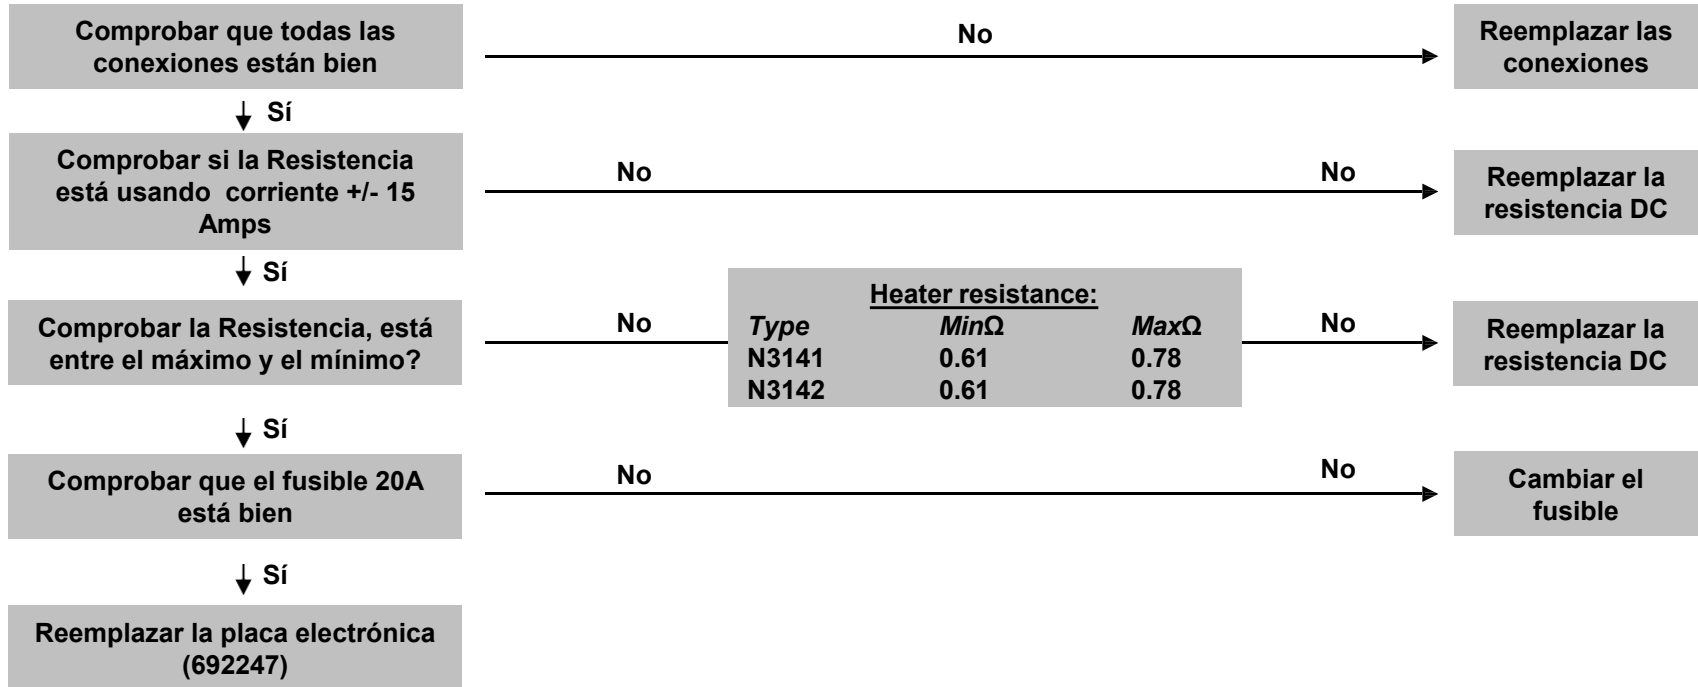 Comprobar que todas las
conexiones están bien
No
Reemplazar las
conexiones
Sí
Comprobar si la Resistencia
está usando corriente +/- 15
Amps
No
No
Reemplazar la
resistencia DC
Sí
Comprobar la Resistencia, está
entre el máximo y el mínimo?
No
Heater resistance:
Type MinΩ MaxΩ
N3141 0.61 0.78
N3142 0.61 0.78
No
Reemplazar la
resistencia DC
Sí
Comprobar que el fusible 20A
está bien
No
No
Cambiar el
fusible
Sí
Reemplazar la placa electrónica
(692247)